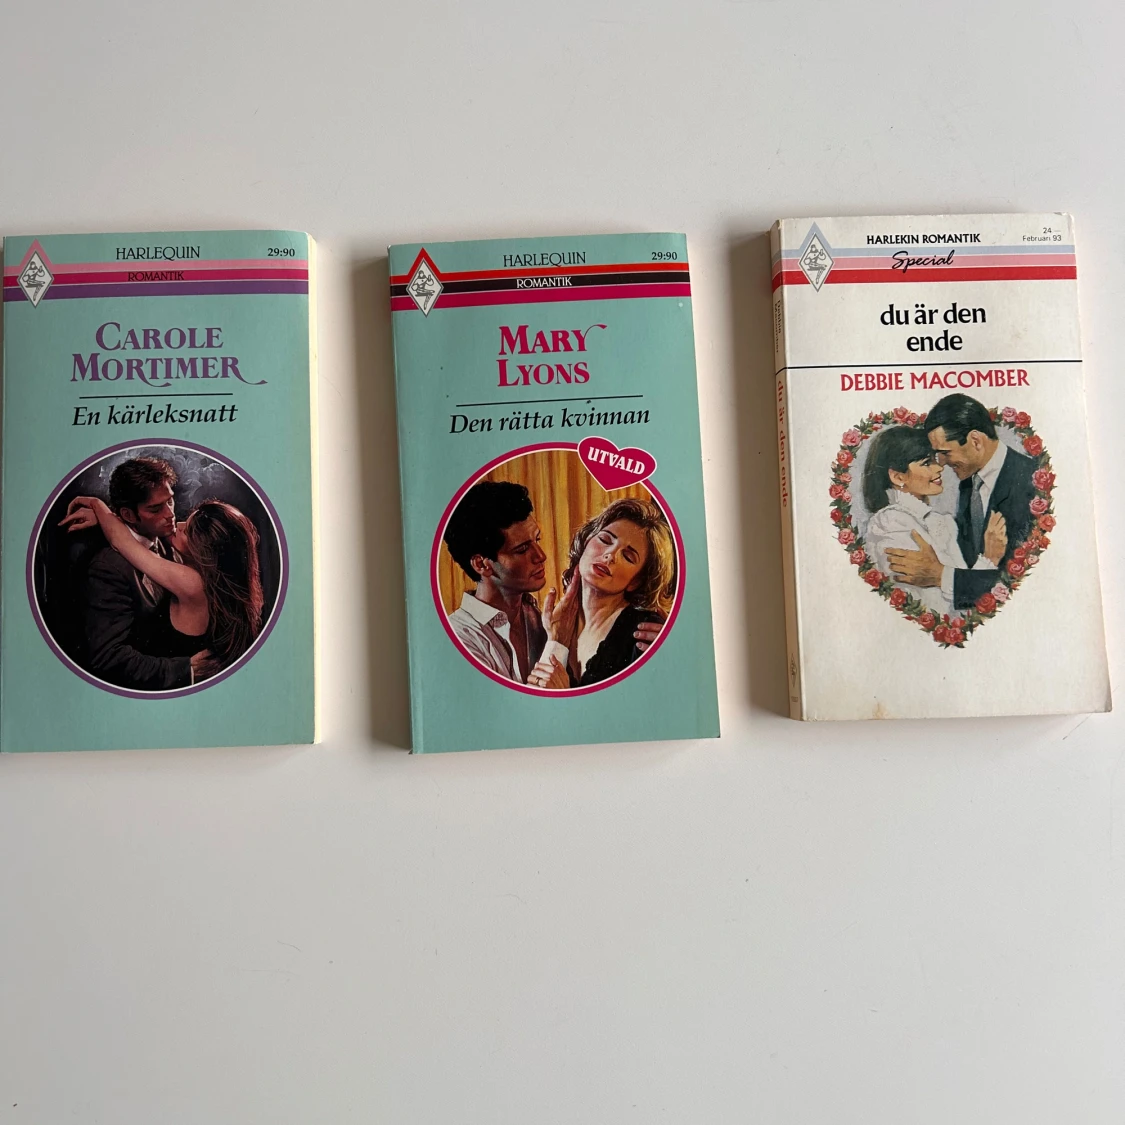 HARLEQUIN
29:90
ROMANTIK
CAROLE
MORTIMER
En kärleksnatt
HARLEQUIN
29:90
ROMANTIK
MARY
LYONS
Den rätta kvinnan
UTVALD
HARLEKIN ROMANTIK
24 —
Februari 93
Special
du är den
ende
DEBBIE MACOMBER
du är den ende